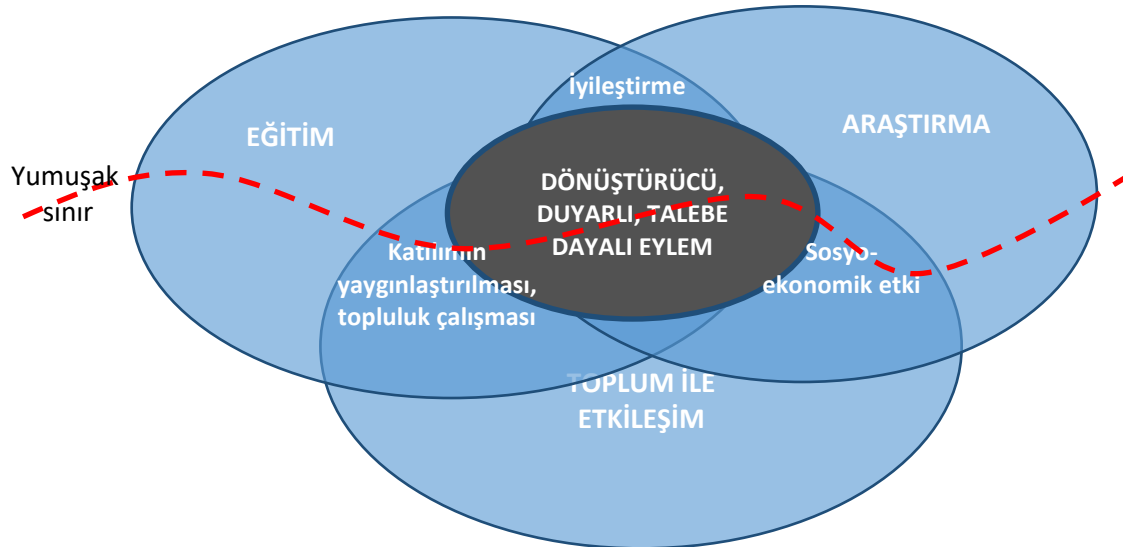 İyileştirme
EĞİTİM
ARAŞTIRMA
Yumuşak
sınır
DÖNÜŞTÜRÜCÜ,
DUYARLI, TALEBE
DAYALI EYLEM
Katılımın
yaygınlaştırılması,
topluluk çalışması
Sosyo-
ekonomik etki
TOPLUM İLE
ETKİLEŞİM